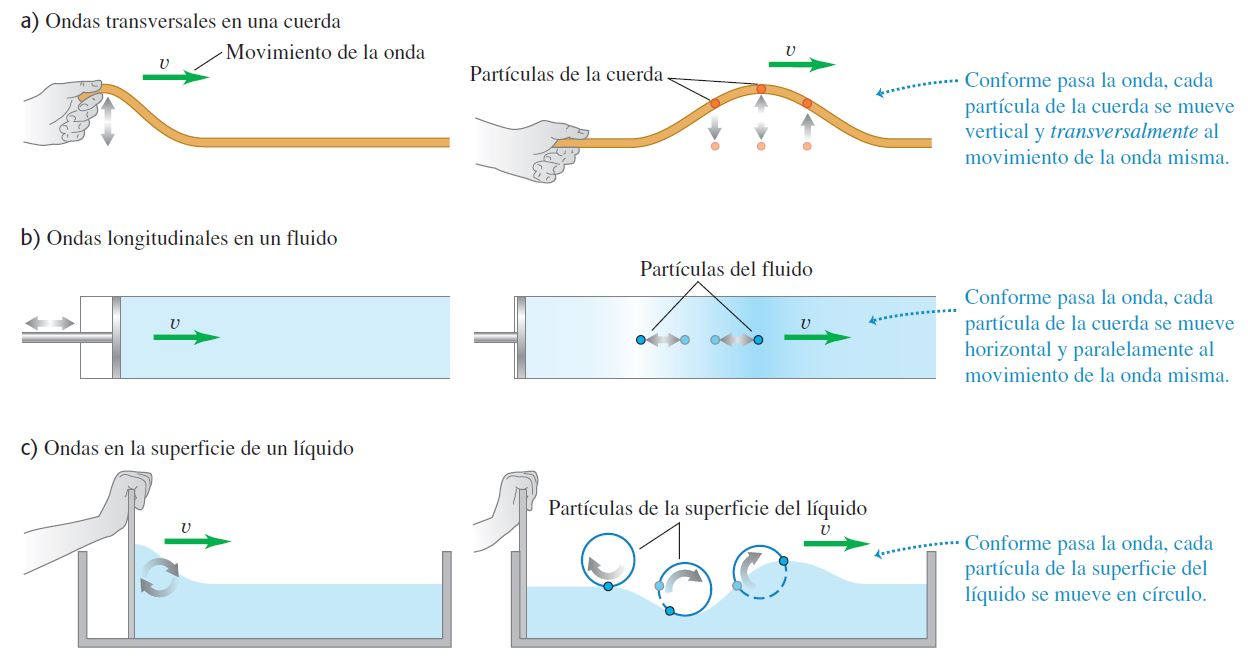 a) Ondas transversales en una cuerda
v
Movimiento de la onda
Partículas de la cuerda
v
Conforme pasa la onda, cada
partícula de la cuerda se mueve
vertical y transversalmente al
movimiento de la onda misma.
b) Ondas longitudinales en un fluido
v
Partículas del fluido
v
Conforme pasa la onda, cada
partícula de la cuerda se mueve
horizontal y paralelamente al
movimiento de la onda misma.
c) Ondas en la superficie de un líquido
v
Partículas de la superficie del líquido
v
Conforme pasa la onda, cada
partícula de la superficie del
líquido se mueve en círculo.